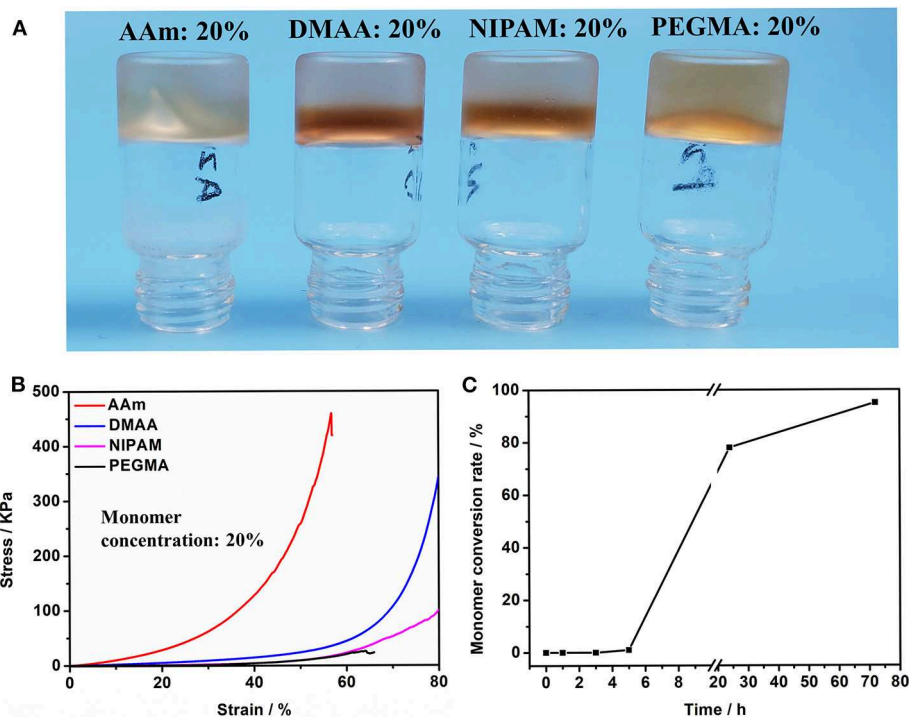 A
AAm: 20% DMAA: 20% NIPAM: 20% PEGMA: 20%
B
500
400
300
200
100
0
0 20 40 60 80
Stress / KPa
Strain / %
AAm
DMAA
NIPAM
PEGMA
Monomer
concentration: 20%
C
100
80
60
40
20
0
0 2 4 6 8 20 30 40 50 60 70 80
Monomer conversion rate / %
Time / h